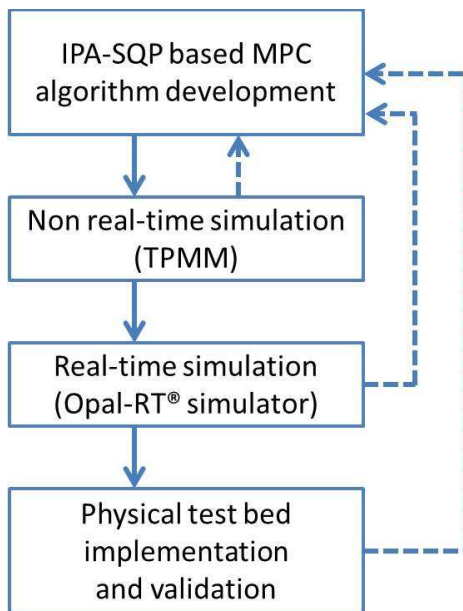 IPA-SQP based MPC
algorithm development
Non real-time simulation
(TPMM)
Real-time simulation
(Opal-RT® simulator)
Physical test bed
implementation
and validation